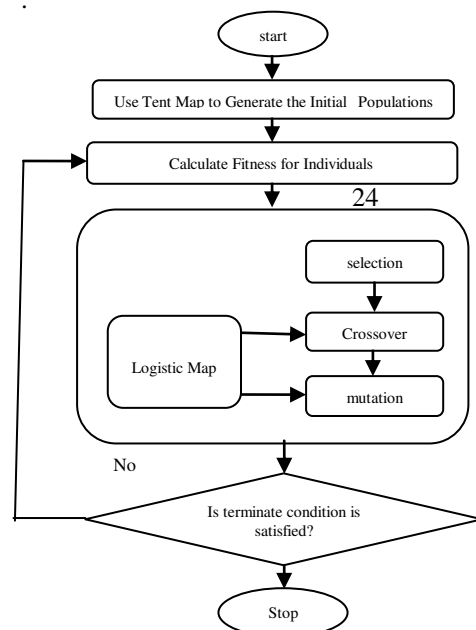 .
start
Use Tent Map to Generate the Initial Populations
Calculate Fitness for Individuals
24
selection
Crossover
Logistic Map
mutation
No
Is terminate condition is
satisfied?
Stop